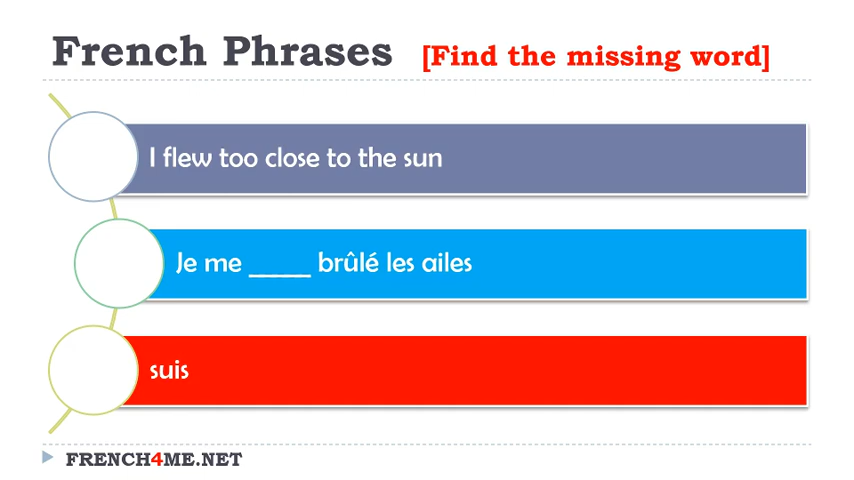 French Phrases [Find the missing word]
I flew too close to the sun
Je me _____ brûlé les ailes
suis
FRENCH4ME.NET